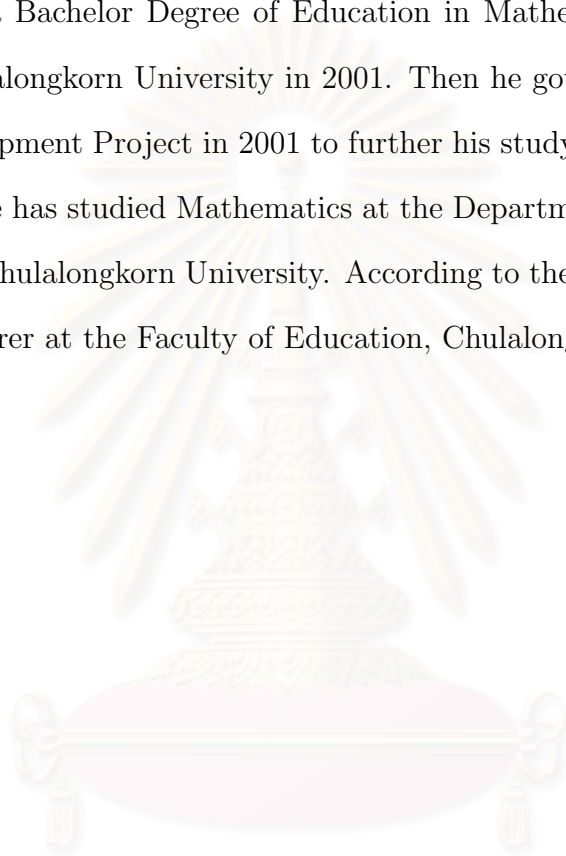 Bachelor Degree of Education in Mathe
alongkorn University in 2001. Then he go
pment Project in 2001 to further his study
e has studied Mathematics at the Departm
hulalongkorn University. According to the
rer at the Faculty of Education, Chulalon